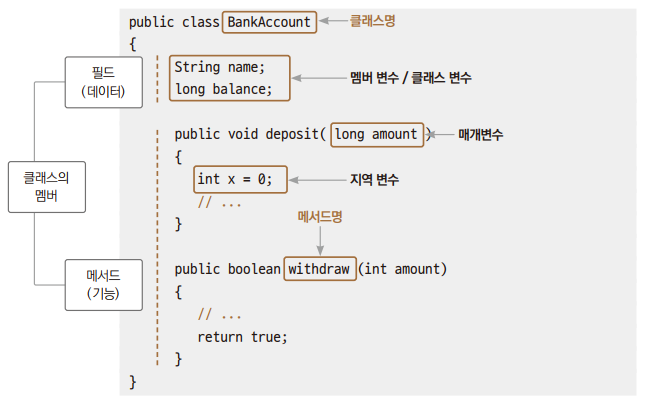 public class BankAccount
클래스명
{
필드
(데이터)
String name;
long balance;
멤버 변수 / 클래스 변수
public void deposit( long amount )
매개변수
{
클래스의
멤버
int x = 0;
지역 변수
// ...
}
메서드명
메서드
(기능)
public boolean withdraw (int amount)
{
// ...
return true;
}
}